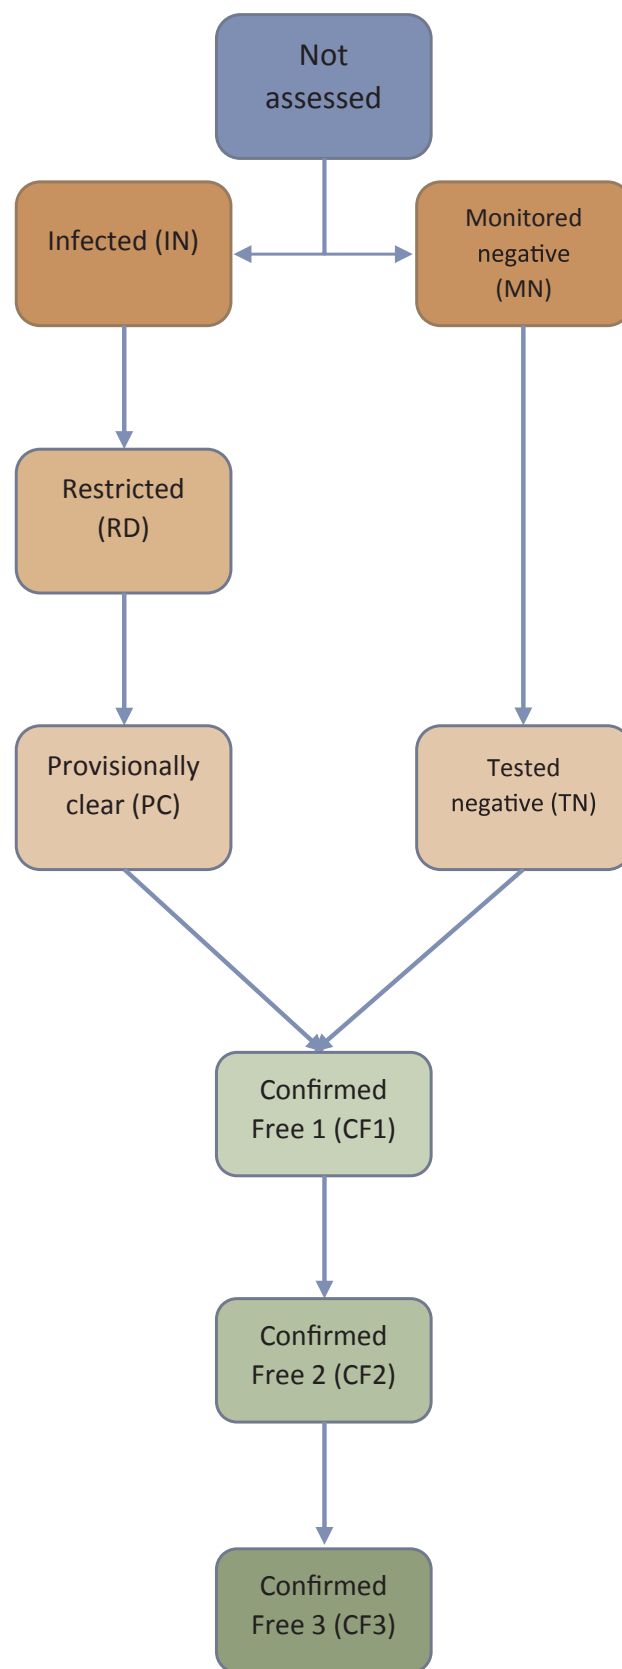 Not
assessed
Infected (IN)
Monitored
negative
(MN)
Restricted
(RD)
Provisionally
clear (PC)
Tested
negative (TN)
Confirmed
Free 1 (CF1)
Confirmed
Free 2 (CF2)
Confirmed
Free 3 (CF3)